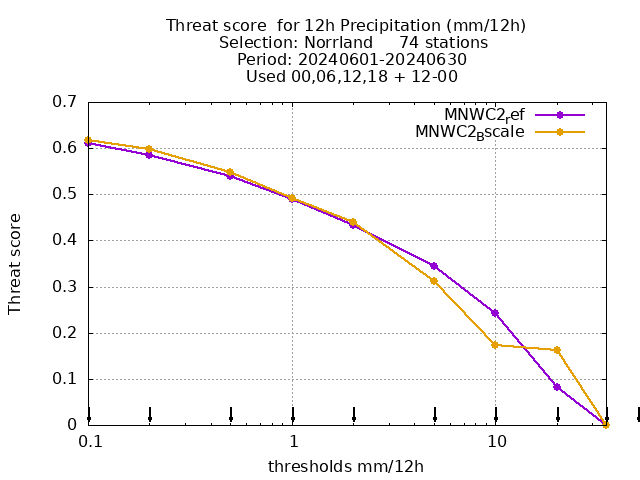 Threat score  for 12h Precipitation (mm/12h)
Selection: Norrland     74 stations
Period: 20240601-20240630
Used 00,06,12,18 + 12-00
MNWC2ref
MNWC2Bscale
0.7
0.6
0.5
0.4
0.3
0.2
0.1
0
Threat score
0.1
1
10
thresholds mm/12h